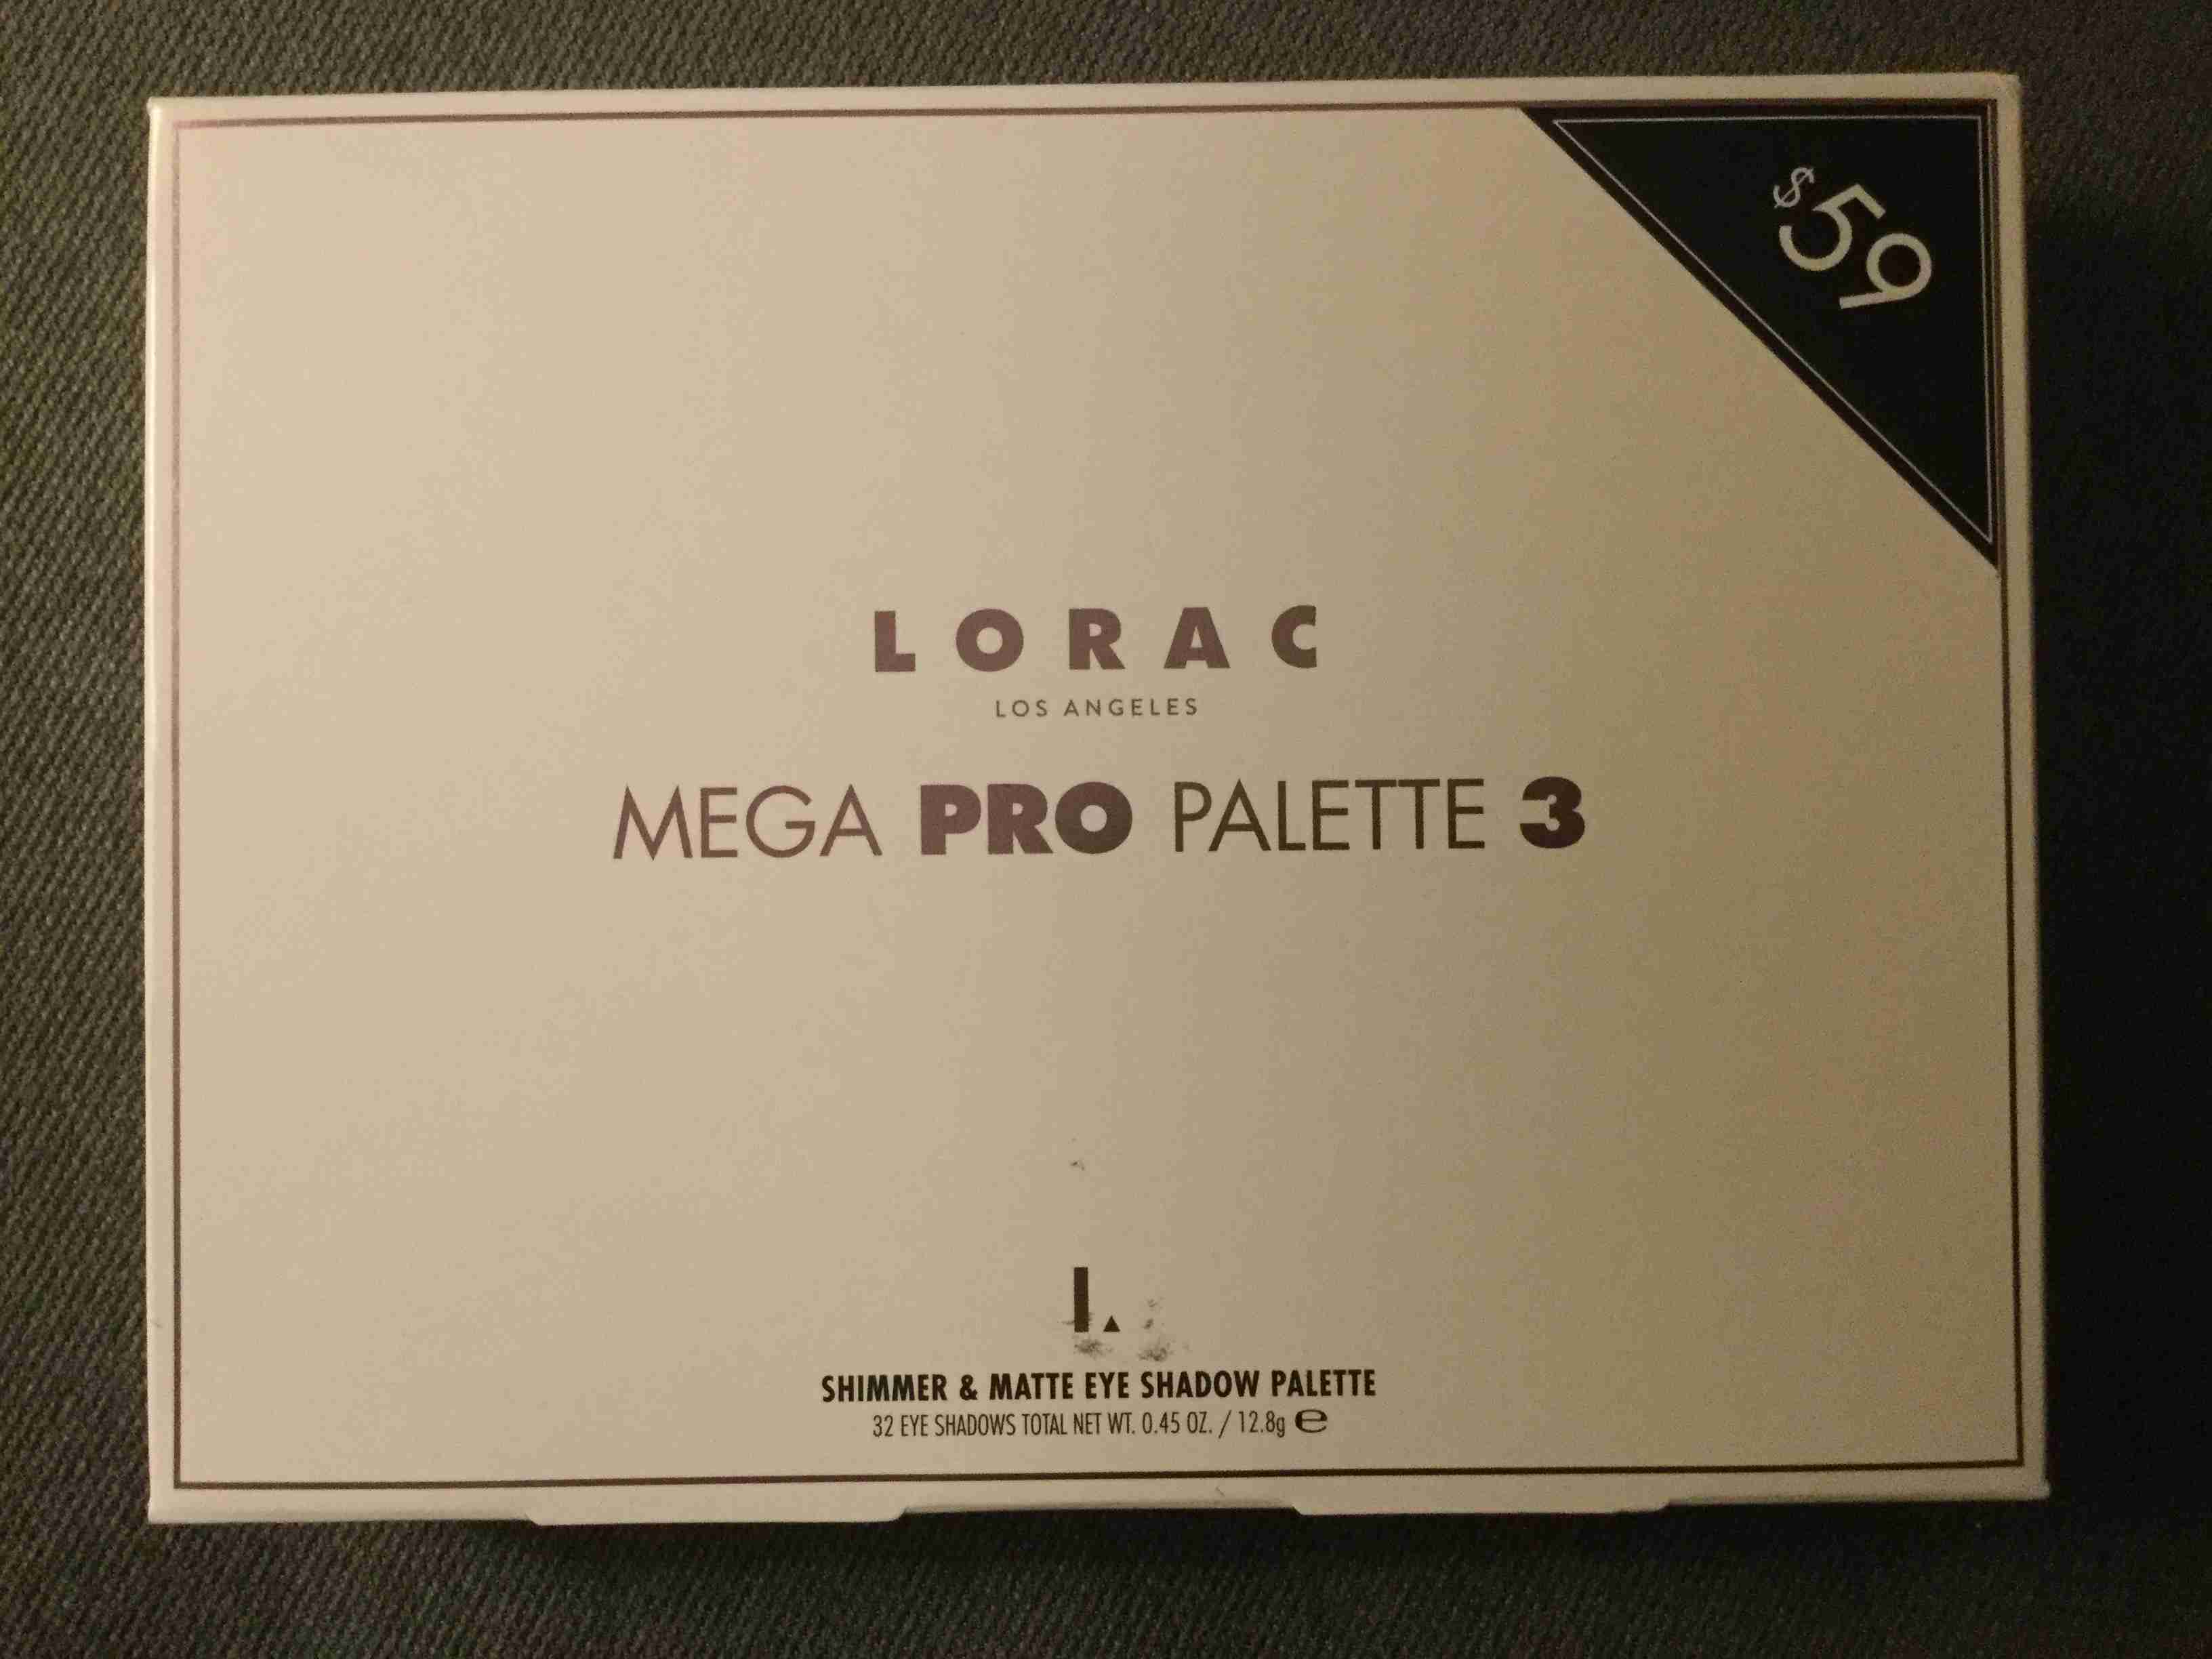 $59
LORAC
LOS ANGELES
MEGA PRO PALETTE 3
l.
SHIMMER & MATTE EYE SHADOW PALETTE
32 EYE SHADOWS TOTAL NET WT. 0.45 OZ. / 12.8g ℮